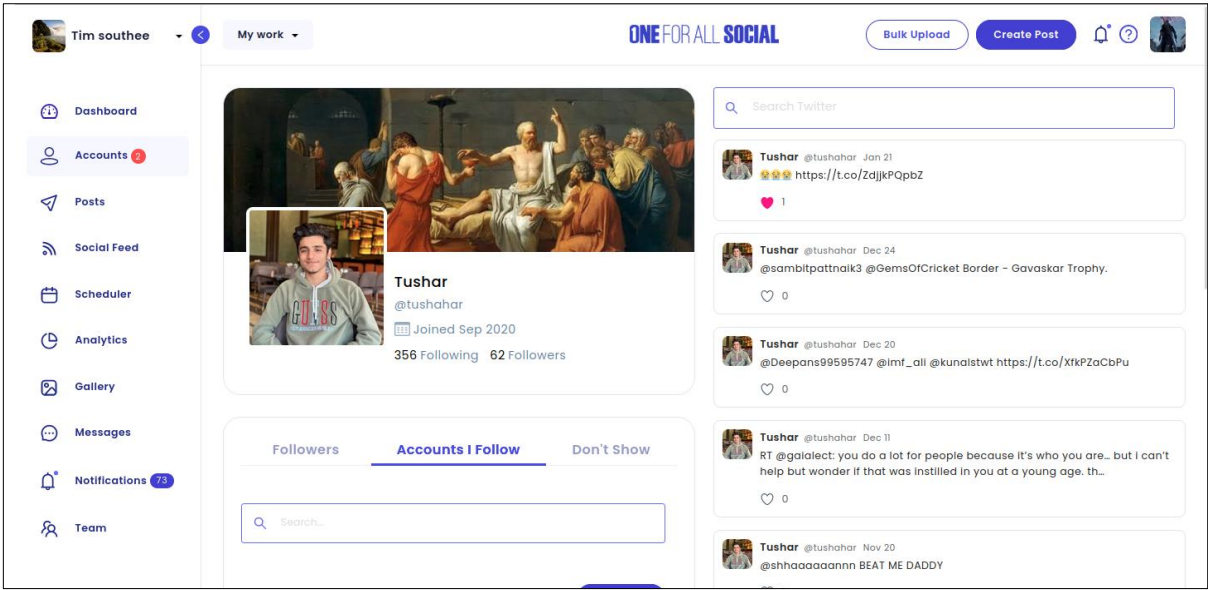 Tim southee
My work
ONE FOR ALL SOCIAL
Bulk Upload
Create Post
Dashboard
Accounts 2
Posts
Social Feed
Scheduler
Analytics
Gallery
Messages
Notifications 73
Team
GUESS
Tushar
@tushahar
Joined Sep 2020
356 Following 62 Followers
Followers
Accounts I Follow
Don't Show
Search...
Search Twitter
Tushar @tushahar Jan 21
😭😭😭 https://t.co/ZdjjkPQpbZ
1
Tushar @tushahar Dec 24
@sambitpattnaik3 @GemsOfCricket Border - Gavaskar Trophy.
0
Tushar @tushahar Dec 20
@Deepans99595747 @imf_ali @kunalstwt https://t.co/XfkPZaCbPu
0
Tushar @tushahar Dec 11
RT @gaialect: you do a lot for people because it's who you are… but i can't
help but wonder if that was instilled in you at a young age. th…
0
Tushar @tushahar Nov 20
@shhaaaaaannn BEAT ME DADDY